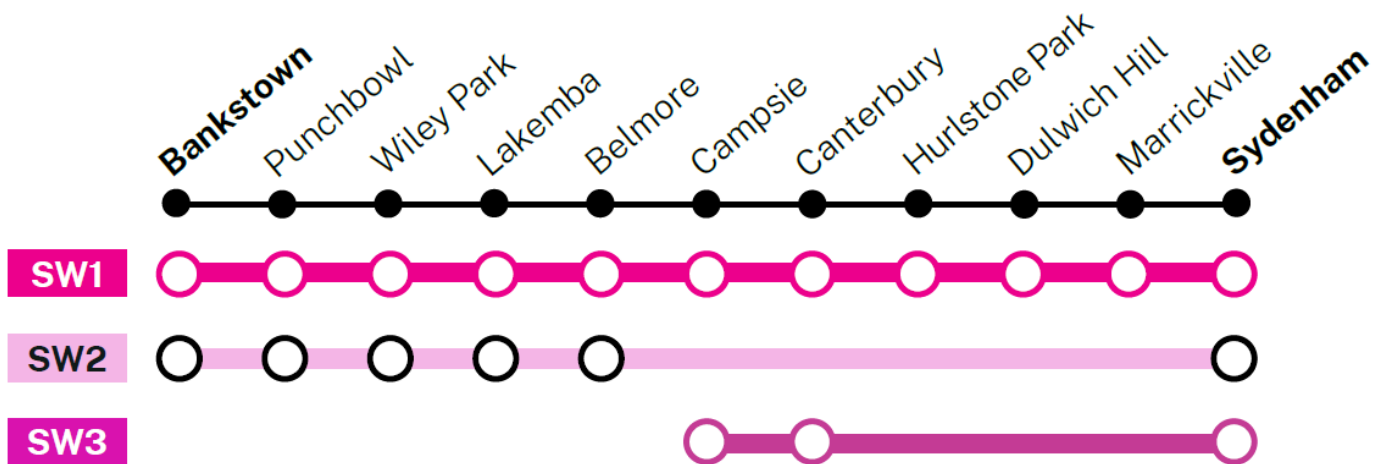 Bankstown
Punchbowl
Wiley Park
Lakemba
Belmore
Campsie
Canterbury
Hurlstone Park
Dulwich Hill
Marrickville
Sydenham
SW1
SW2
SW3